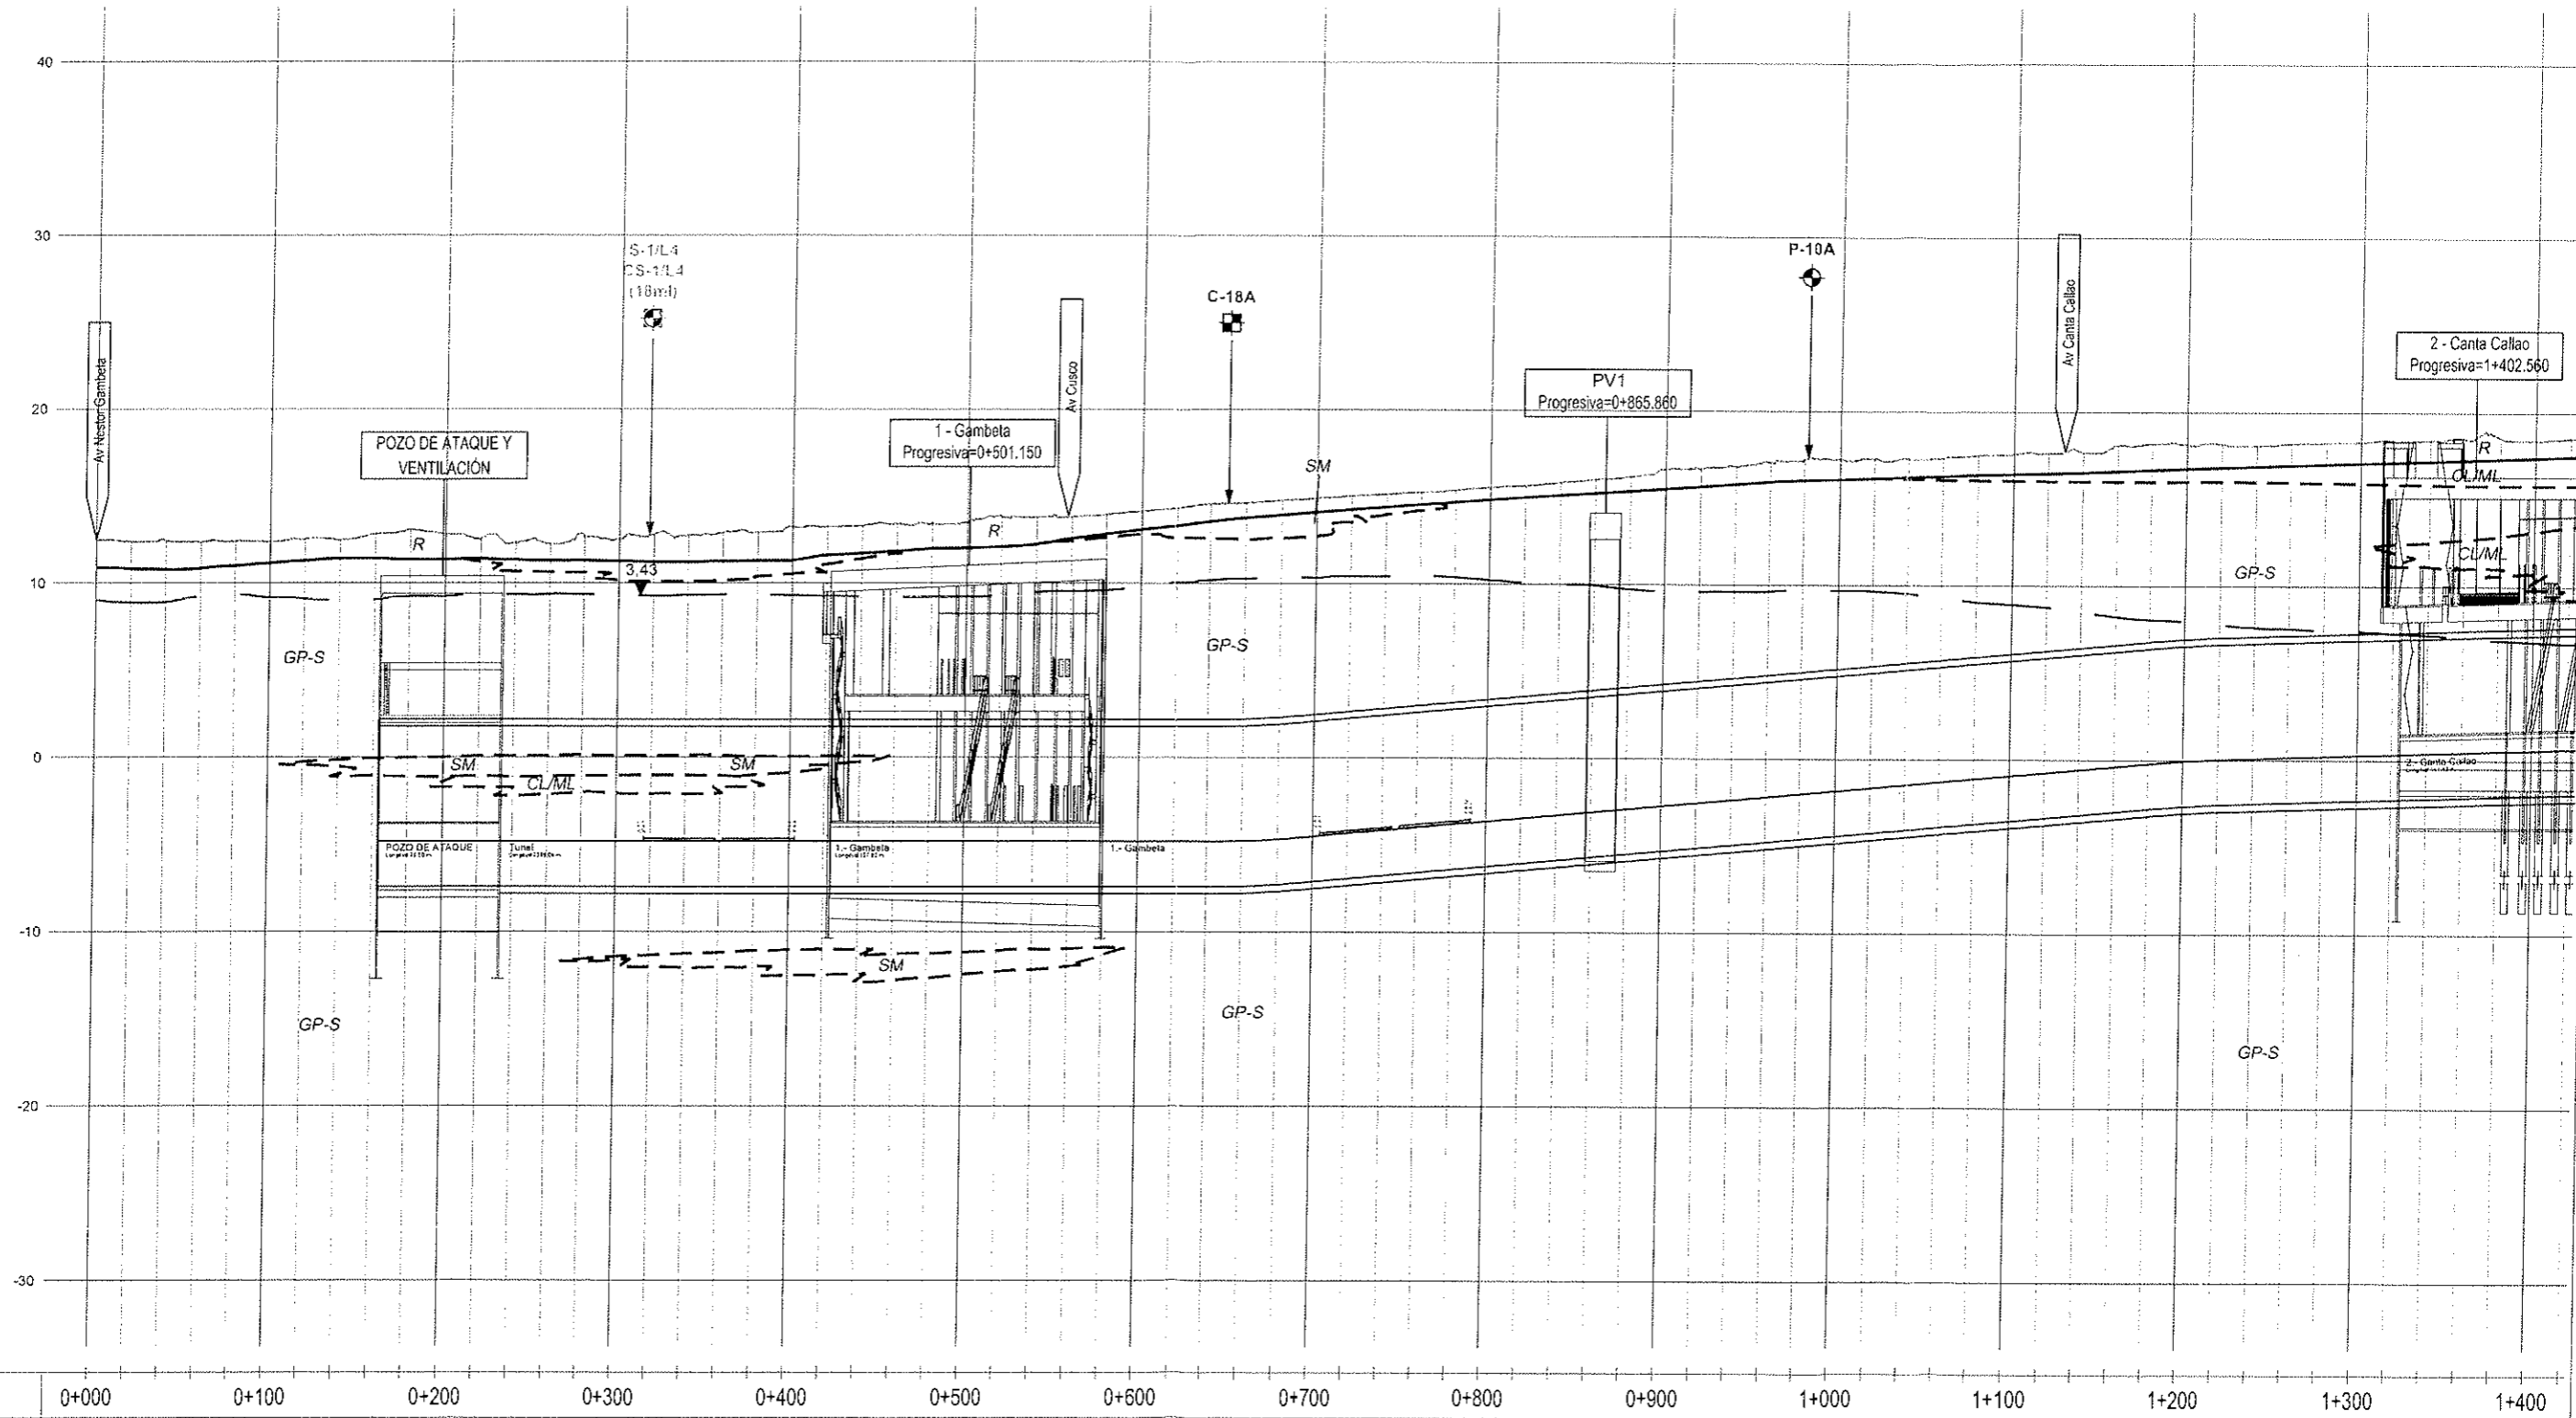 40
30
20
10
0
-10
-20
-30
Av Nestor Gambeta
POZO DE ATAQUE Y
VENTILACIÓN
S-1/L4
CS-1/L4
(18ml)
1 - Gambeta
Progresiva=0+501.150
Av Cusco
C-18A
SM
PV1
Progresiva=0+865.860
P-10A
Av Canta Callao
2 - Canta Callao
Progresiva=1+402.560
R
R
R
3,43
CL/ML
CL/ML
GP-S
GP-S
GP-S
SM
SM
CL/ML
POZO DE ATAQUE
Tunel
1.- Gambeta
1.- Gambeta
2.- Canta Callao
SM
GP-S
GP-S
GP-S
0+000
0+100
0+200
0+300
0+400
0+500
0+600
0+700
0+800
0+900
1+000
1+100
1+200
1+300
1+400